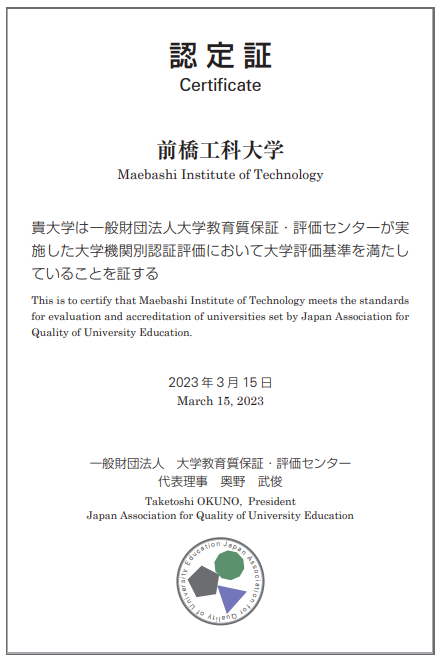 認定証
Certificate
前橋工科大学
Maebashi Institute of Technology
貴大学は一般財団法人大学教育質保証・評価センターが実
施した大学機関別認証評価において大学評価基準を満たし
ていることを証する
This is to certify that Maebashi Institute of Technology meets the standards
for evaluation and accreditation of universities set by Japan Association for
Quality of University Education.
2023年3月15日
March 15, 2023
一般財団法人 大学教育質保証・評価センター
代表理事 奥野 武俊
Taketoshi OKUNO, President
Japan Association for Quality of University Education
Japan Association for Quality of University Education